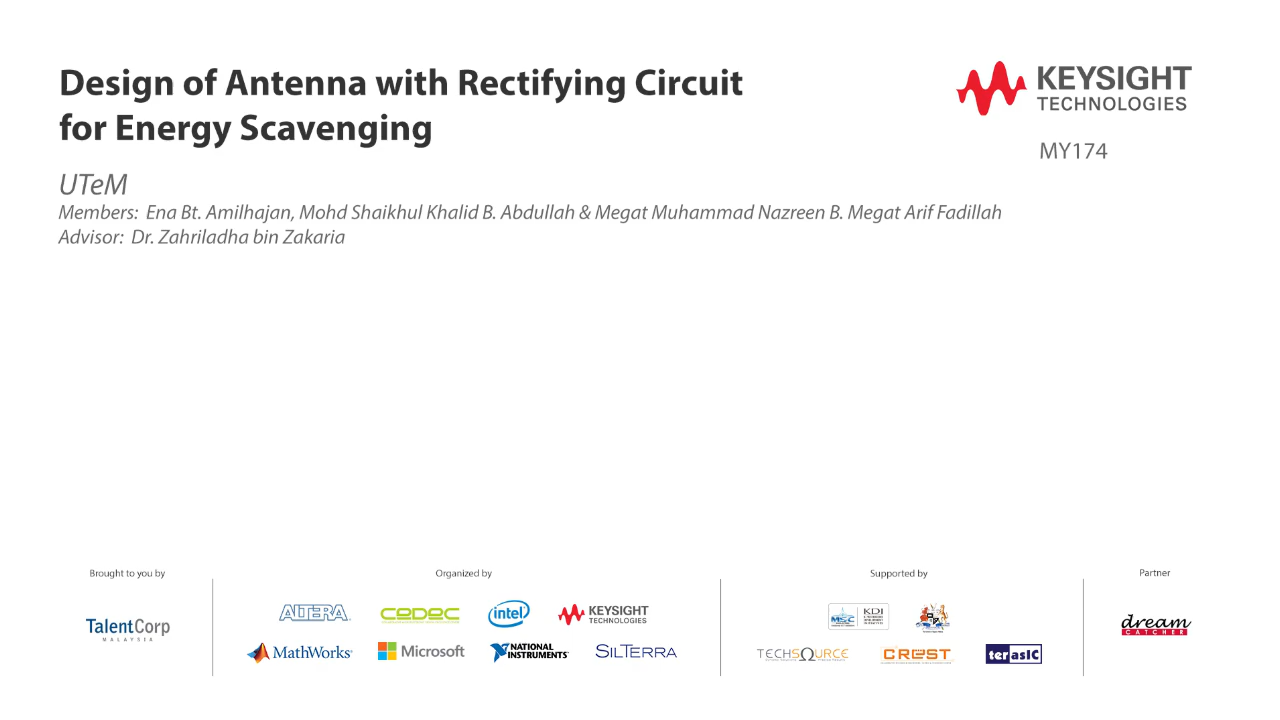 Design of Antenna with Rectifying Circuit
for Energy Scavenging
KEYSIGHT
TECHNOLOGIES
MY174
UTeM
Members: Ena Bt. Amilhajan, Mohd Shaikhul Khalid B. Abdullah & Megat Muhammad Nazreen B. Megat Arif Fadillah
Advisor: Dr. Zahriladha bin Zakaria
Brought to you by
TalentCorp
MALAYSIA
Organized by
ALTERA
CEDEC
intel
KEYSIGHT
TECHNOLOGIES
MathWorks
Microsoft
NATIONAL
INSTRUMENTS
SILTERRA
Supported by
MSC
KDI
TECHSOURCE
CREST
terasIC
Partner
dream
CATCHER